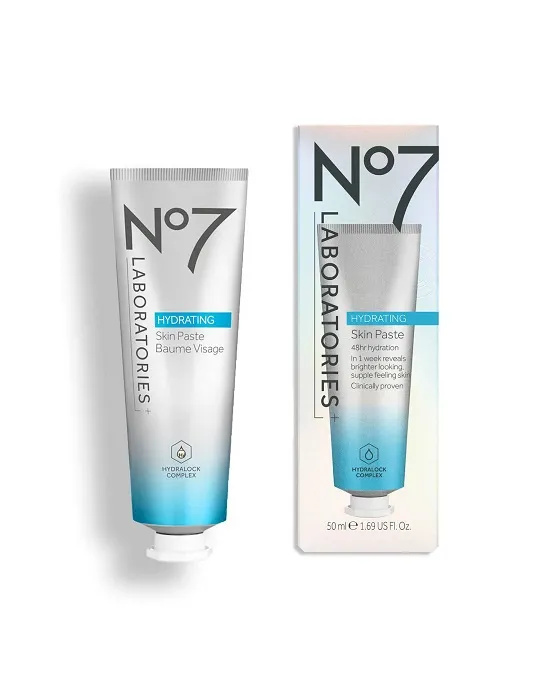 No7
LABORATORIES
HYDRATING
Skin Paste
Baume Visage
HYDRALOCK
COMPLEX
No7
LABORATORIES
HYDRATING
Skin Paste
48hr hydration
In 1 week reveals
brighter looking,
supple feeling skin
Clinically proven
HYDRALOCK
COMPLEX
50 ml ℮ 1.69 US Fl. Oz.